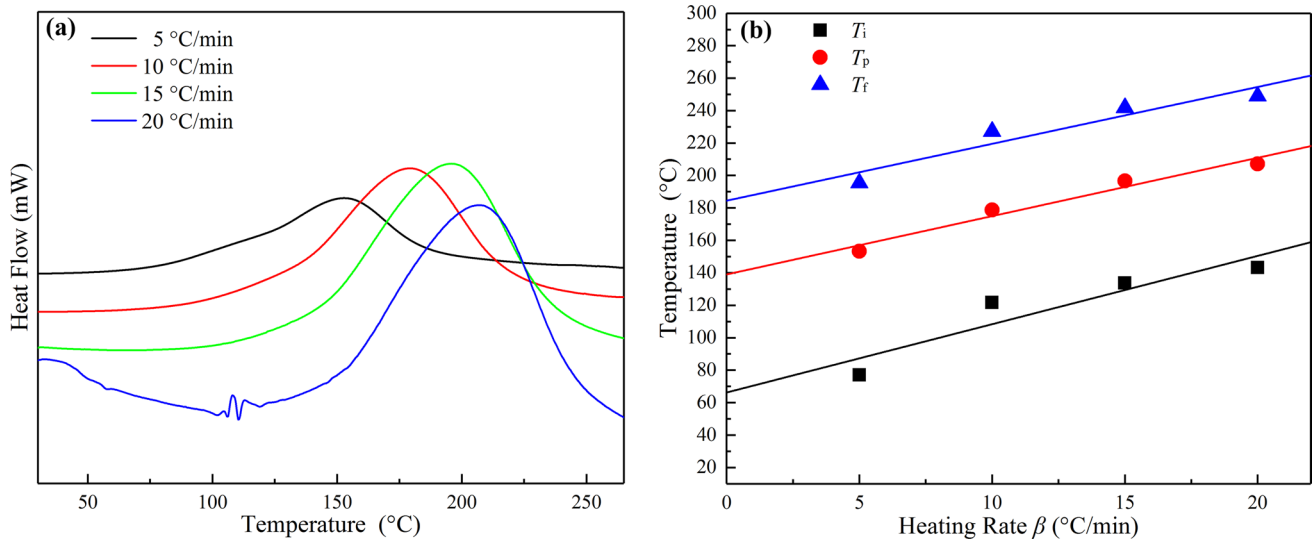 (a)
5 °C/min
10 °C/min
15 °C/min
20 °C/min
Heat Flow (mW)
50 100 150 200 250
Temperature (°C)
(b)
Ti
Tp
Tf
300
280
260
240
220
200
180
160
140
120
100
80
60
40
20
Temperature (°C)
0 5 10 15 20
Heating Rate β (°C/min)